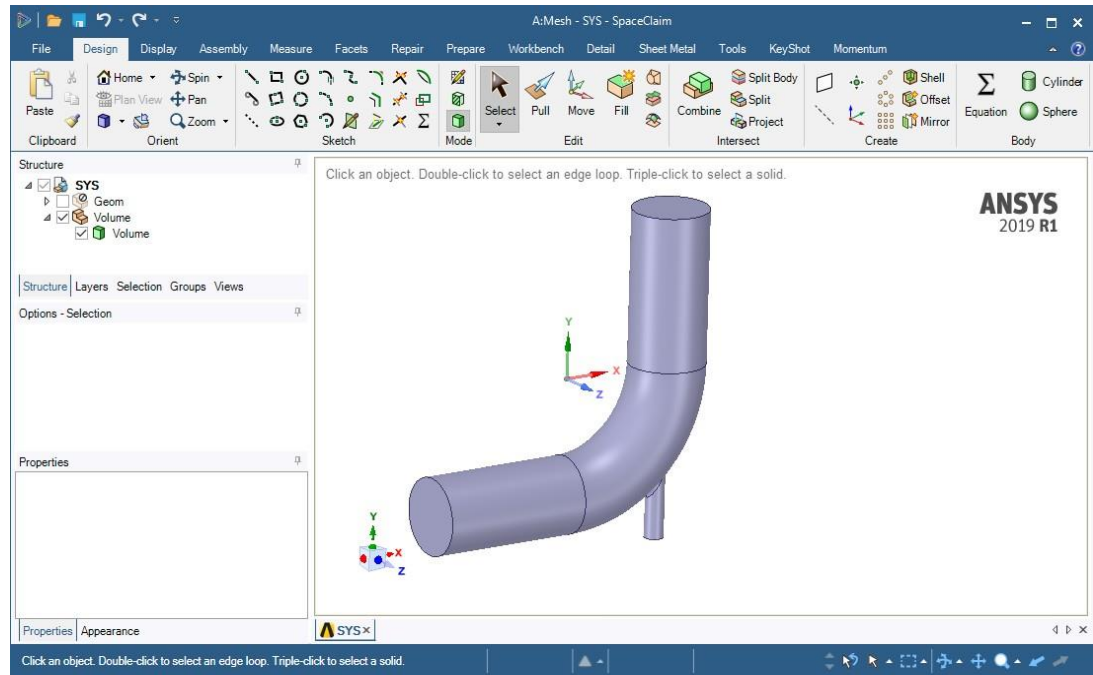 A:Mesh - SYS - SpaceClaim
File Design Display Assembly Measure Facets Repair Prepare Workbench Detail Sheet Metal Tools KeyShot Momentum
Home Spin Split Body Shell Cylinder
Plan View Pan Split Offset
Paste Zoom Select Pull Move Fill Combine Project Mirror Equation Sphere
Clipboard Orient Sketch Mode Edit Intersect Create Body
Structure
SYS
Geom
Volume
Volume
Structure Layers Selection Groups Views
Options - Selection
Properties
Properties Appearance
Click an object. Double-click to select an edge loop. Triple-click to select a solid.
ANSYS
2019 R1
Y
X
Z
Y
X
Z
SYS
Click an object. Double-click to select an edge loop. Triple-click to select a solid.